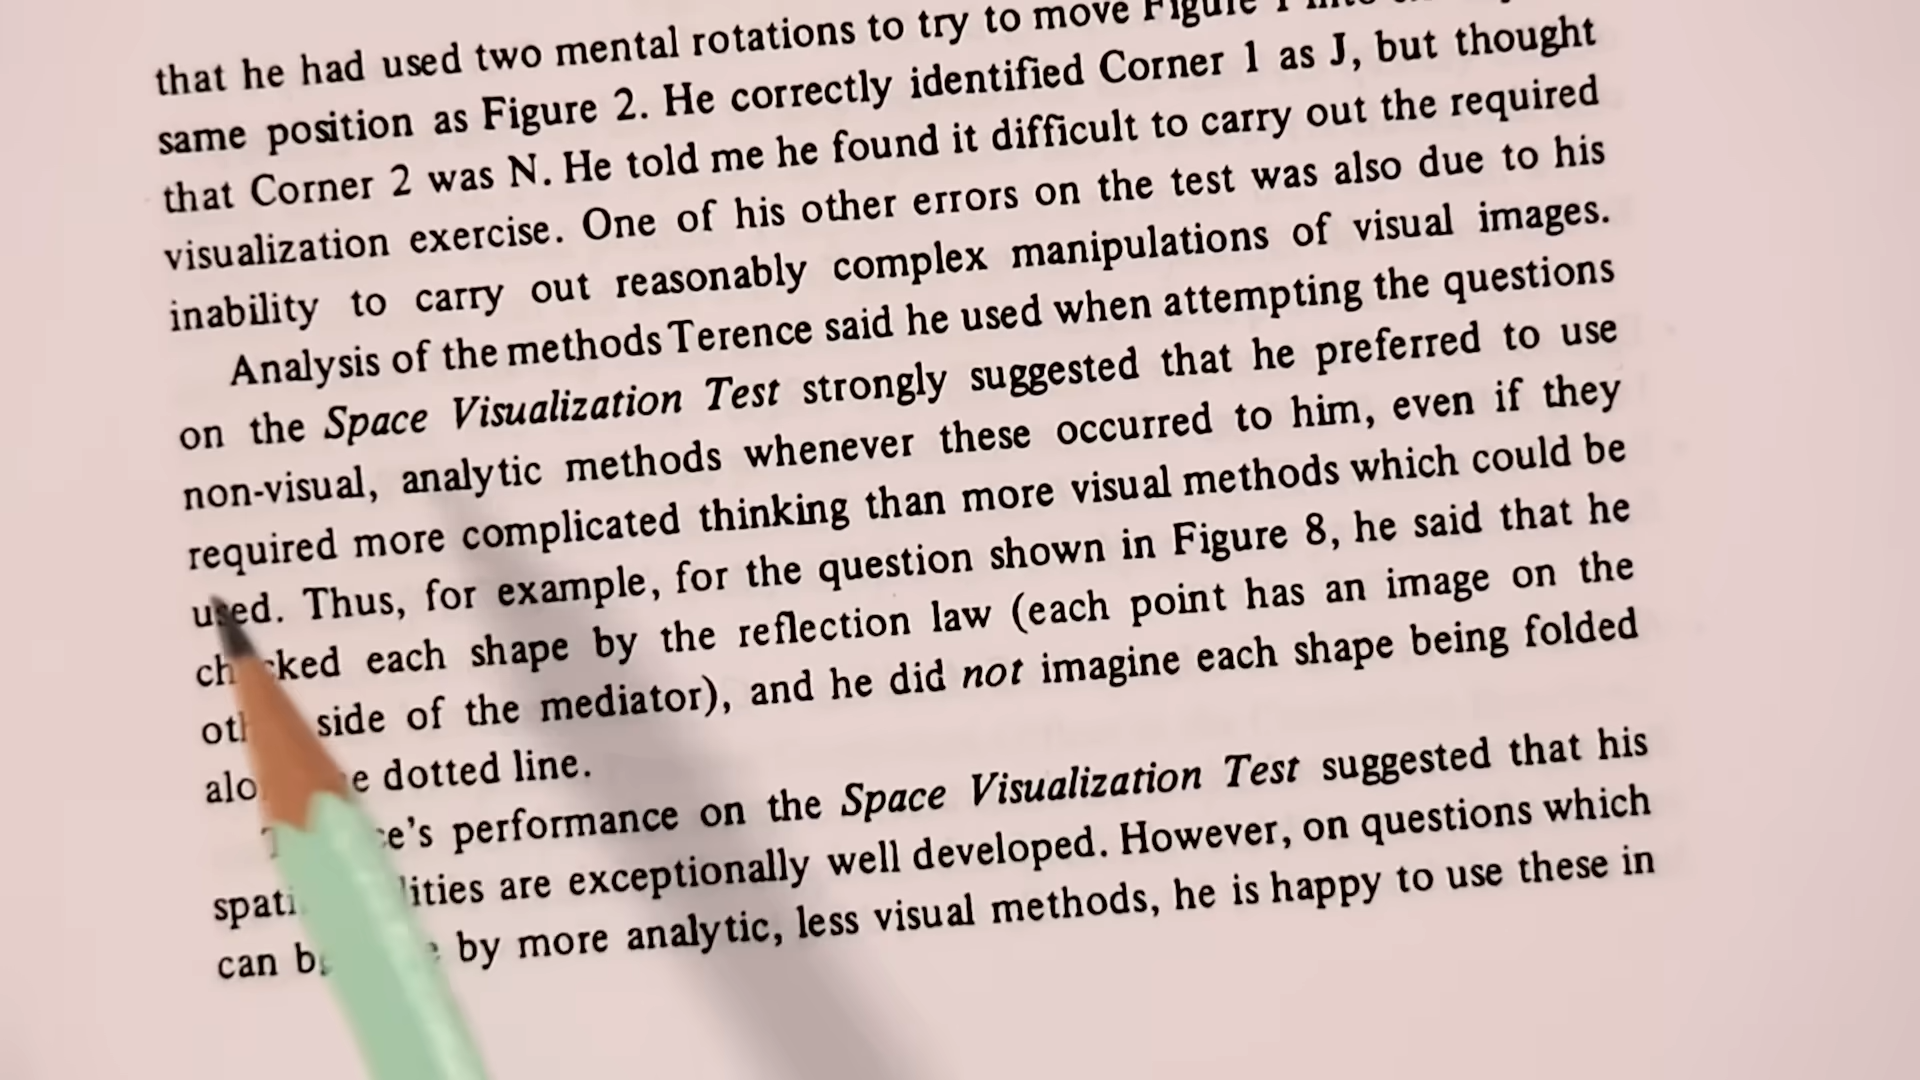 that he had used two mental rotations to try to move Figure 1
same position as Figure 2. He correctly identified Corner 1 as J, but thought
that Corner 2 was N. He told me he found it difficult to carry out the required
visualization exercise. One of his other errors on the test was also due to his
inability to carry out reasonably complex manipulations of visual images.
Analysis of the methods Terence said he used when attempting the questions
on the Space Visualization Test strongly suggested that he preferred to use
non-visual, analytic methods whenever these occurred to him, even if they
required more complicated thinking than more visual methods which could be
used. Thus, for example, for the question shown in Figure 8, he said that he
checked each shape by the reflection law (each point has an image on the
side of the mediator), and he did not imagine each shape being folded
dotted line.
performance on the Space Visualization Test suggested that his
are exceptionally well developed. However, on questions which
can by more analytic, less visual methods, he is happy to use these in